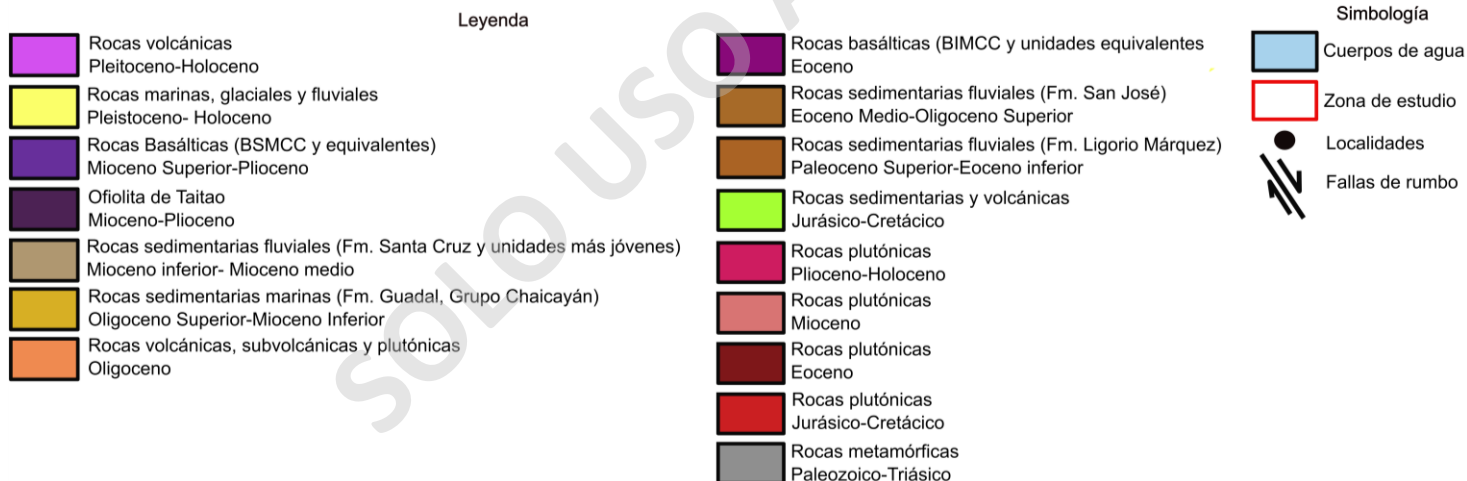 Leyenda
Rocas volcánicas
Pleitoceno-Holoceno
Rocas marinas, glaciales y fluviales
Pleistoceno- Holoceno
Rocas Basálticas (BSMCC y equivalentes)
Mioceno Superior-Plioceno
Ofiolita de Taitao
Mioceno-Plioceno
Rocas sedimentarias fluviales (Fm. Santa Cruz y unidades más jóvenes)
Mioceno inferior- Mioceno medio
Rocas sedimentarias marinas (Fm. Guadal, Grupo Chaicayán)
Oligoceno Superior-Mioceno Inferior
Rocas volcánicas, subvolcánicas y plutónicas
Oligoceno
Rocas basálticas (BIMCC y unidades equivalentes
Eoceno
Rocas sedimentarias fluviales (Fm. San José)
Eoceno Medio-Oligoceno Superior
Rocas sedimentarias fluviales (Fm. Ligorio Márquez)
Paleoceno Superior-Eoceno inferior
Rocas sedimentarias y volcánicas
Jurásico-Cretácico
Rocas plutónicas
Plioceno-Holoceno
Rocas plutónicas
Mioceno
Rocas plutónicas
Eoceno
Rocas plutónicas
Jurásico-Cretácico
Rocas metamórficas
Paleozoico-Triásico
Simbología
Cuerpos de agua
Zona de estudio
Localidades
Fallas de rumbo
SOLO USO